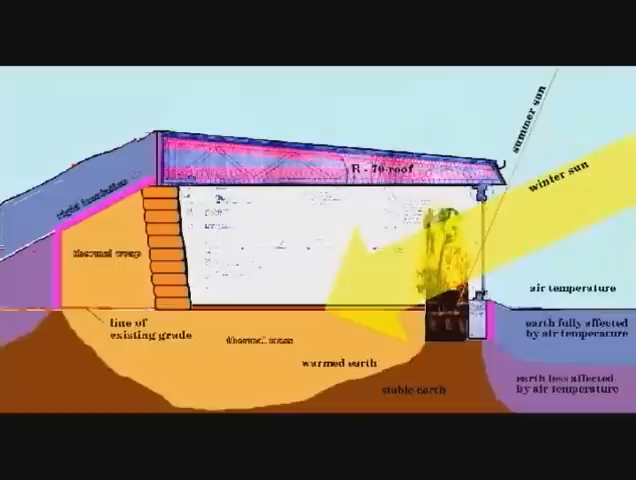 summer sun
R - 70 roof
winter sun
rigid insulation
thermal wrap
air temperature
line of
existing grade
thermal mass
earth fully affected
by air temperature
warmed earth
stable earth
earth less affected
by air temperature